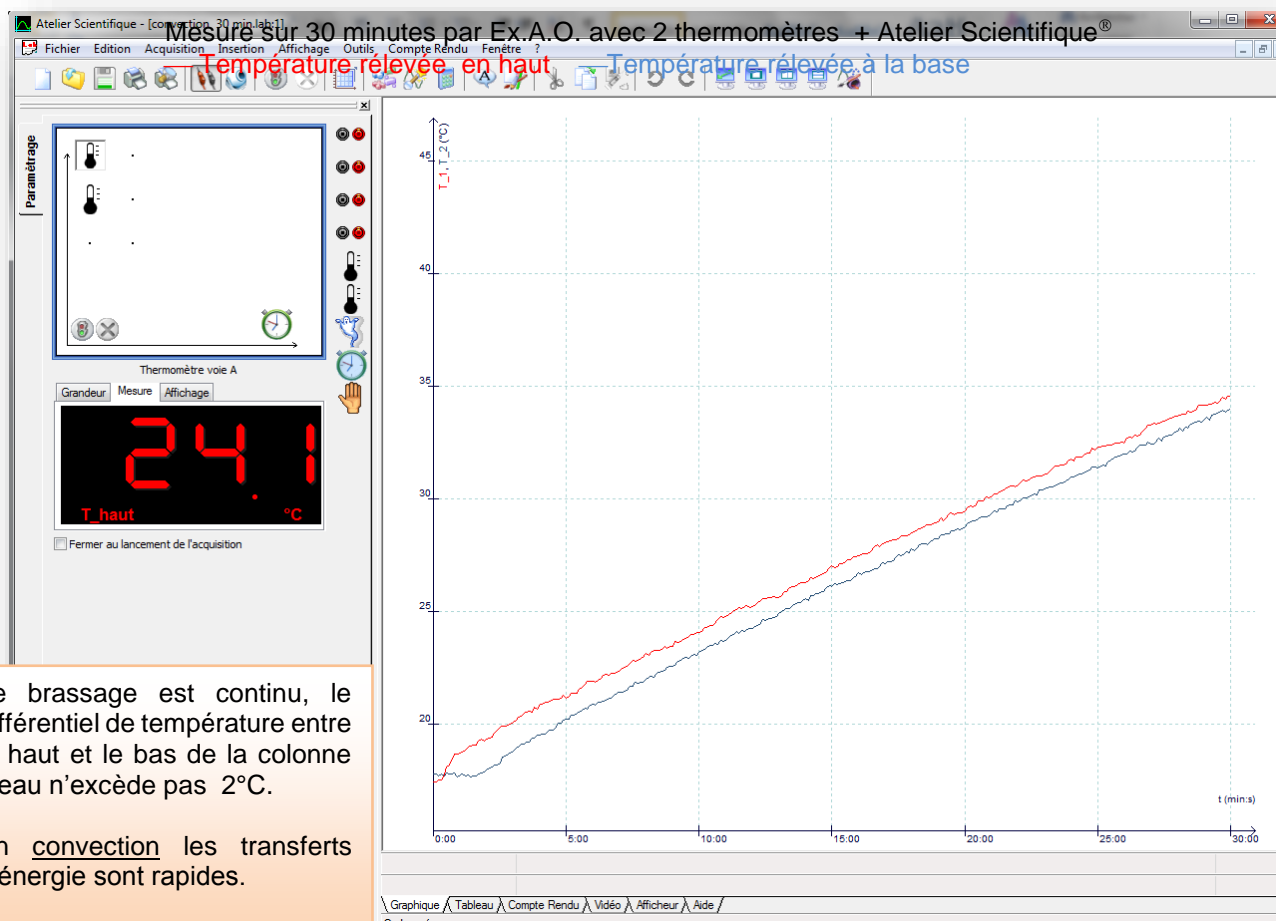 Atelier Scientifique - [convection_30 min.lab:1]
Mesure sur 30 minutes par Ex.A.O. avec 2 thermomètres + Atelier Scientifique®
Fichier Edition Acquisition Insertion Affichage Outils Compte Rendu Fenêtre ?
Température rélevée en haut
Température rélevée à la base
Paramétrage
Thermomètre voie A
Grandeur Mesure Affichage
24.1
T_haut °C
Fermer au lancement de l'acquisition
e brassage est continu, le
fférentiel de température entre
haut et le bas de la colonne
eau n'excède pas 2°C.
n convection les transferts
énergie sont rapides.
T_1, T_2 (°C)
45
40
35
30
25
20
t (min:s)
0:00 5:00 10:00 15:00 20:00 25:00 30:00
Graphique Tableau Compte Rendu Vidéo Afficheur Aide